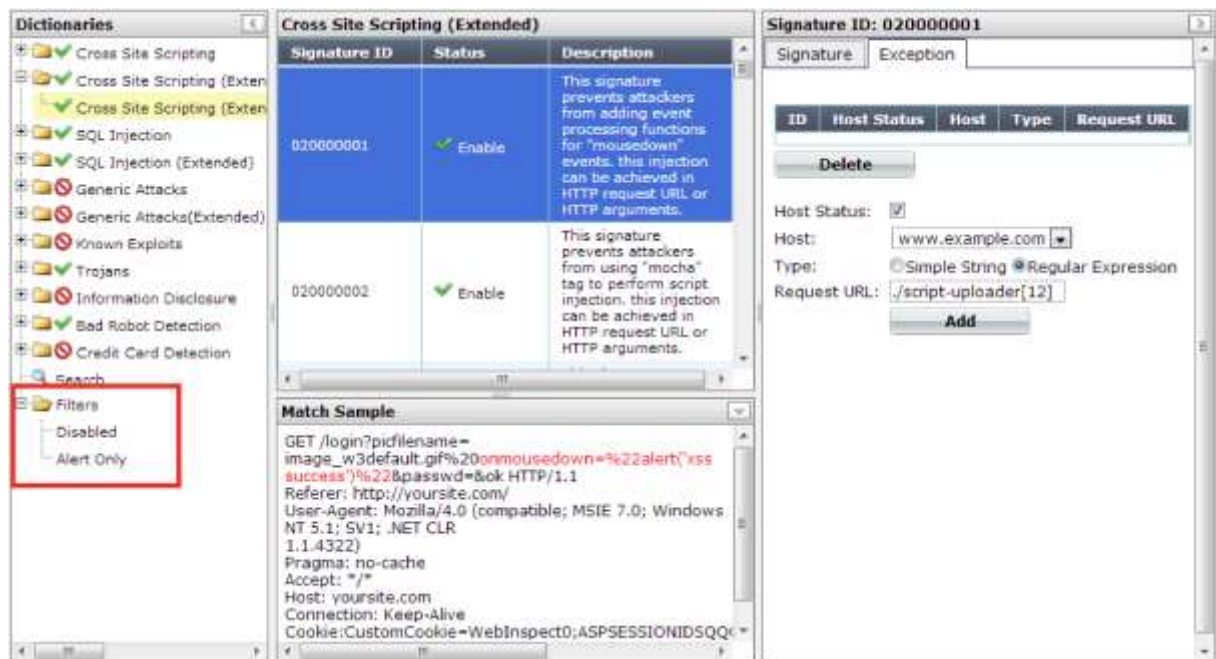 Dictionaries
Cross Site Scripting
Cross Site Scripting (Exten
Cross Site Scripting (Exten
SQL Injection
SQL Injection (Extended)
Generic Attacks
Generic Attacks(Extended)
Known Exploits
Trojans
Information Disclosure
Bad Robot Detection
Credit Card Detection
Search
Filters
Disabled
Alert Only
Cross Site Scripting (Extended)
Signature ID Status Description
020000001 Enable
This signature
prevents attackers
from adding event
processing functions
for "mousedown"
events. this injection
can be achieved in
HTTP request URL or
HTTP arguments.
020000002 Enable
This signature
prevents attackers
from using "mocha"
tag to perform script
injection. this injection
can be achieved in
HTTP request URL or
HTTP arguments.
Match Sample
GET /login?picfilename=
image_w3default.gif%20onmousedown=%22alert('xss
success')%22&passwd=&ok HTTP/1.1
Referer: http://yoursite.com/
User-Agent: Mozilla/4.0 (compatible; MSIE 7.0; Windows
NT 5.1; SV1; .NET CLR
1.1.4322)
Pragma: no-cache
Accept: */*
Host: yoursite.com
Connection: Keep-Alive
Cookie:CustomCookie=WebInspect0;ASPSESSIONIDSQQ
Signature ID: 020000001
Signature Exception
ID Host Status Host Type Request URL
Delete
Host Status:
Host: www.example.com
Type: Simple String Regular Expression
Request URL: ./script-uploader[12]
Add